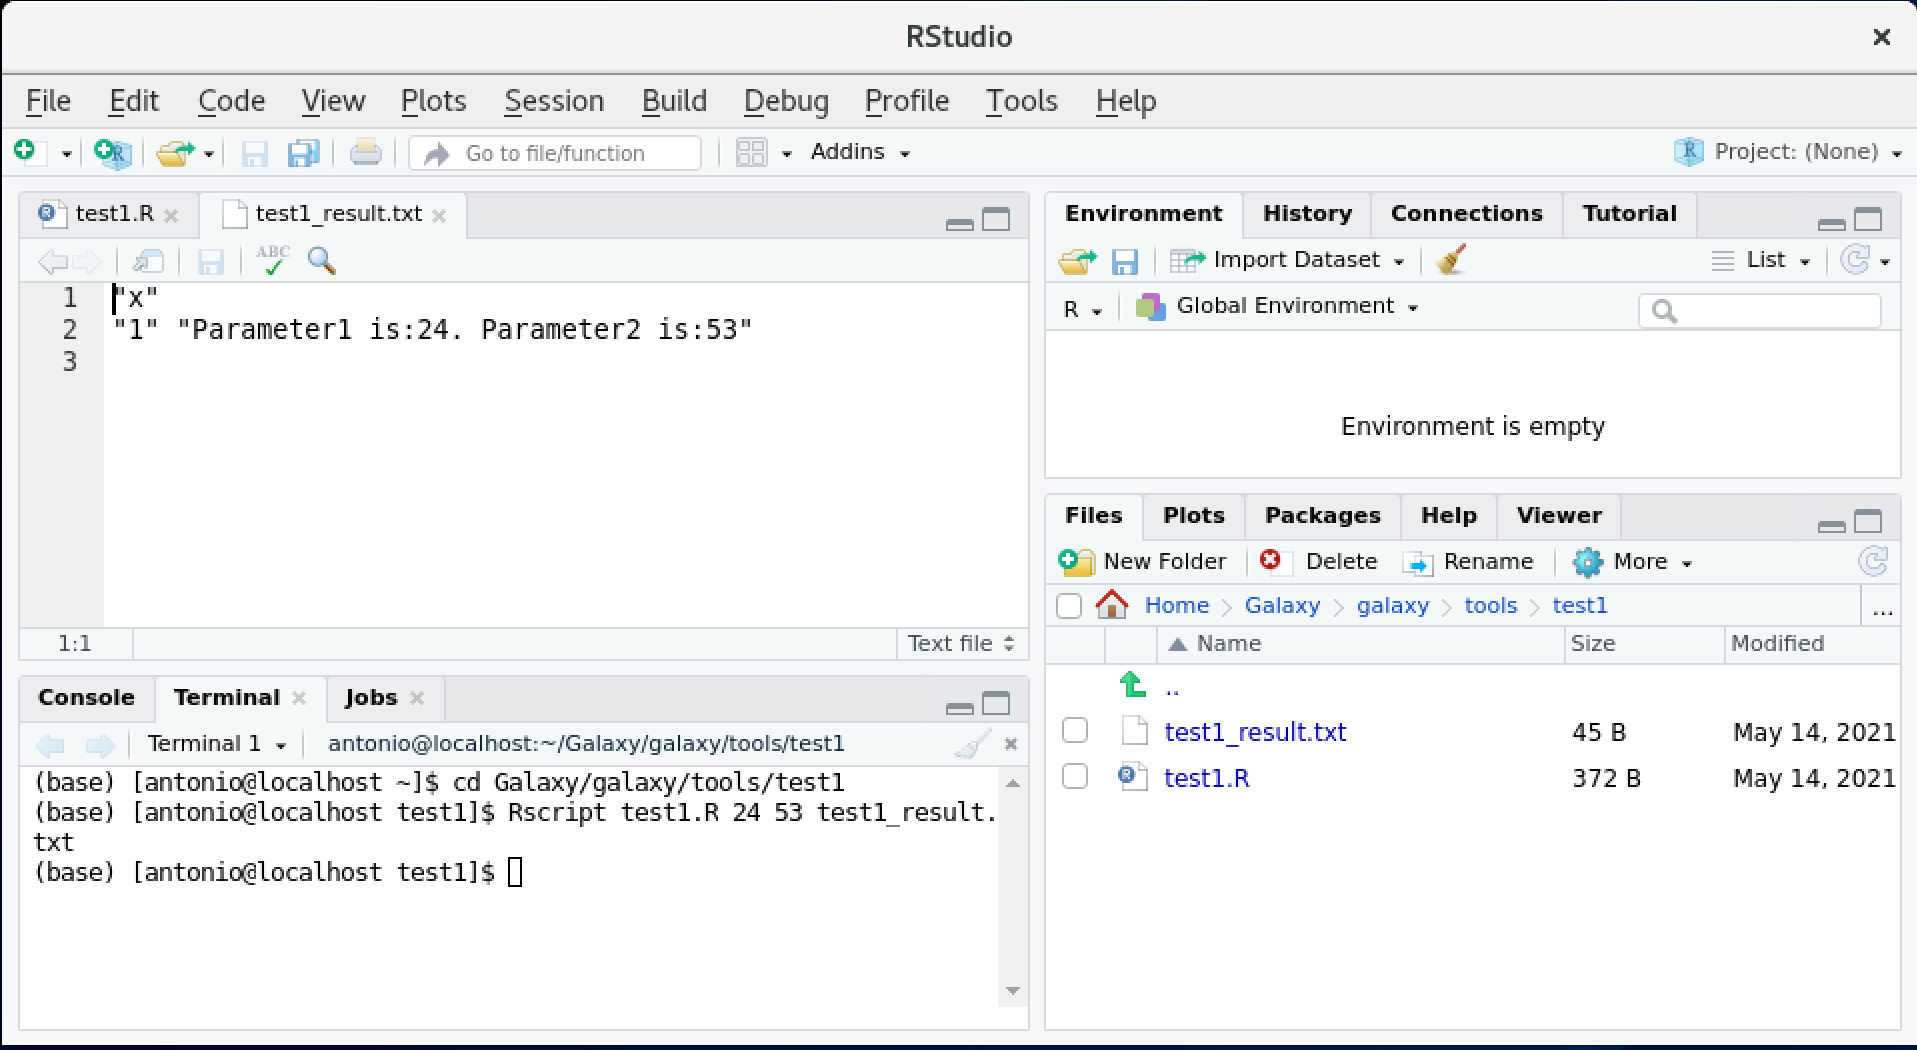 RStudio
File Edit Code View Plots Session Build Debug Profile Tools Help
Go to file/function Addins Project: (None)
test1.R test1_result.txt
ABC
1 "x"
2 "1" "Parameter1 is:24. Parameter2 is:53"
3
1:1 Text file
Console Terminal Jobs
Terminal 1 antonio@localhost:~/Galaxy/galaxy/tools/test1
(base) [antonio@localhost ~]$ cd Galaxy/galaxy/tools/test1
(base) [antonio@localhost test1]$ Rscript test1.R 24 53 test1_result.
txt
(base) [antonio@localhost test1]$
Environment History Connections Tutorial
Import Dataset List
R Global Environment
Environment is empty
Files Plots Packages Help Viewer
New Folder Delete Rename More
Home Galaxy galaxy tools test1 ...
Name Size Modified
..
test1_result.txt 45 B May 14, 2021
test1.R 372 B May 14, 2021